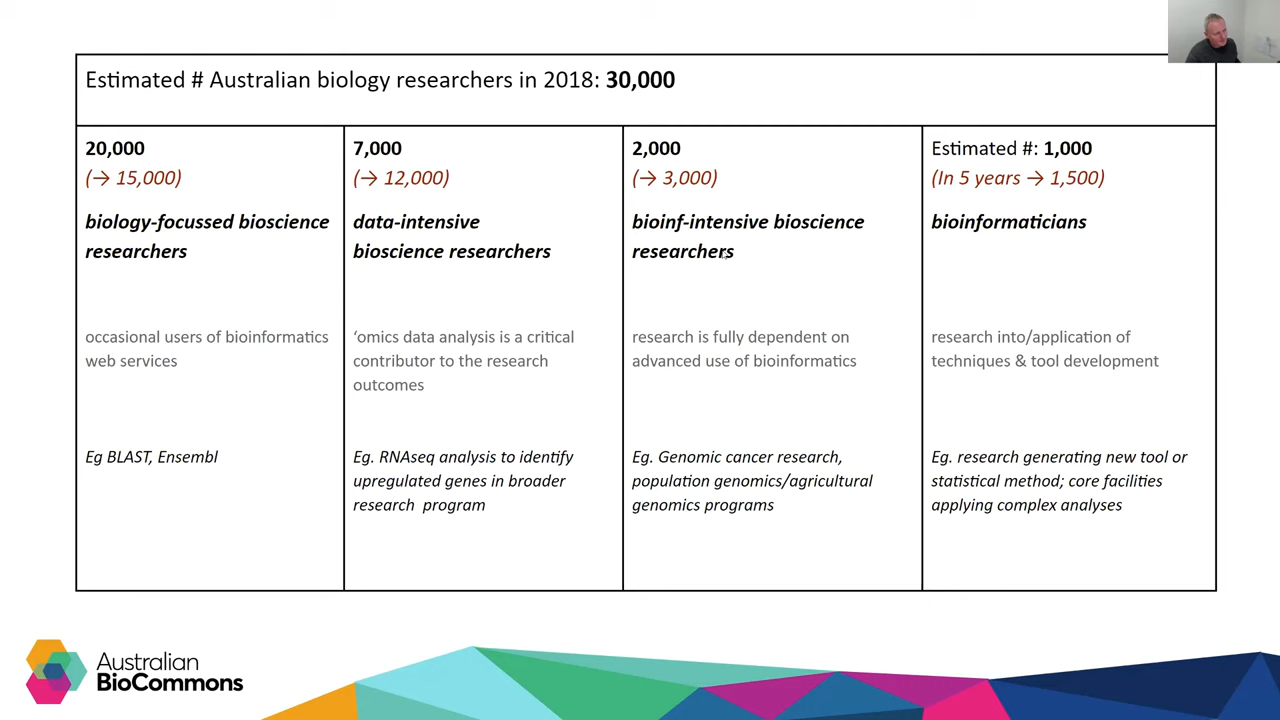 Estimated # Australian biology researchers in 2018: 30,000
20,000
(→ 15,000)
biology-focussed bioscience
researchers
occasional users of bioinformatics
web services
Eg BLAST, Ensembl
7,000
(→ 12,000)
data-intensive
bioscience researchers
‘omics data analysis is a critical
contributor to the research
outcomes
Eg. RNAseq analysis to identify
upregulated genes in broader
research program
2,000
(→ 3,000)
bioinf-intensive bioscience
researchers
research is fully dependent on
advanced use of bioinformatics
Eg. Genomic cancer research,
population genomics/agricultural
genomics programs
Estimated #: 1,000
(In 5 years → 1,500)
bioinformaticians
research into/application of
techniques & tool development
Eg. research generating new tool or
statistical method; core facilities
applying complex analyses
Australian
BioCommons